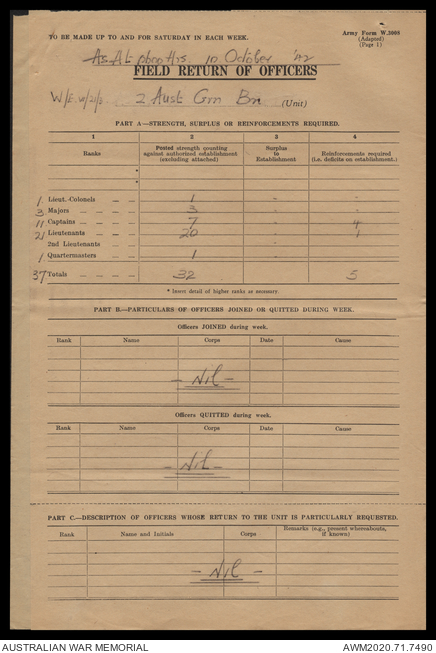 TO BE MADE UP TO AND FOR SATURDAY IN EACH WEEK.
Army Form W.3008
(Adapted)
(Page 1)
As At 0600 Hrs. 10 October '42
FIELD RETURN OF OFFICERS
2 Aust Grn Bn (Unit)
PART A—STRENGTH, SURPLUS OR REINFORCEMENTS REQUIRED.
1 2 3 4
Ranks Posted strength counting against authorized establishment (excluding attached) Surplus to Establishment Reinforcements required (i.e. deficits on establishment.)
1 Lieut.-Colonels 1 - -
3 Majors 3 - -
11 Captains 7 - 4
21 Lieutenants 20 1
2nd Lieutenants
1 Quartermasters 1
37 Totals 32 5
* Insert detail of higher ranks as necessary
PART B.—PARTICULARS OF OFFICERS JOINED OR QUITTED DURING WEEK.
Officers JOINED during week.
Rank Name Corps Date Cause
- Nil -
Officers QUITTED during week.
Rank Name Corps Date Cause
- Nil -
PART C.—DESCRIPTION OF OFFICERS WHOSE RETURN TO THE UNIT IS PARTICULARLY REQUESTED.
Rank Name and Initials Corps Remarks (e.g., present whereabouts, if known)
- Nil -
AUSTRALIAN WAR MEMORIAL AWM2020.71.7490